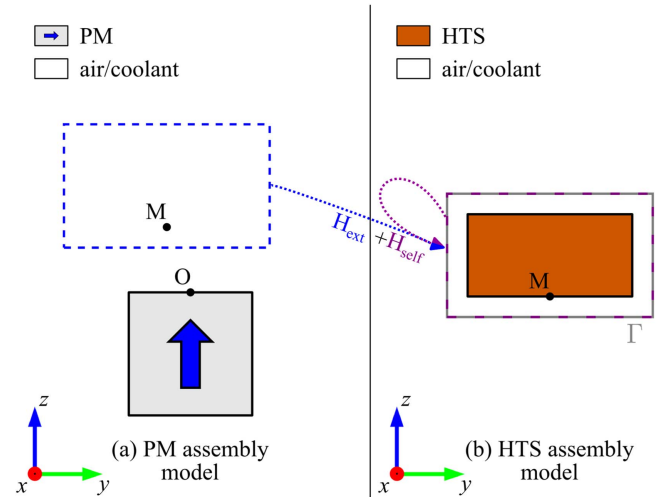 PM
air/coolant
HTS
air/coolant
M
H_ext + H_self
O
M
Γ
z
x
y
(a) PM assembly
model
z
x
y
(b) HTS assembly
model